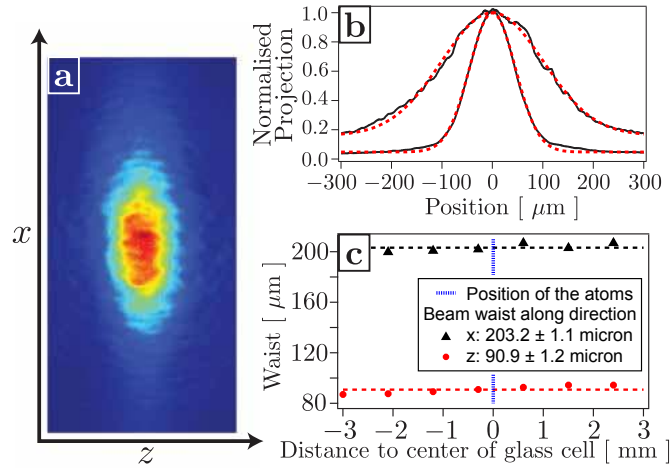 a
x
z
b
Normalised
Projection
1.0
0.8
0.6
0.4
0.2
0.0
−300 −200 −100 0 100 200 300
Position [ μm]
c
Waist [ μm]
200
160
120
80
Position of the atoms
Beam waist along direction
x: 203.2 ± 1.1 micron
z: 90.9 ± 1.2 micron
−3 −2 −1 0 1 2 3
Distance to center of glass cell [ mm]